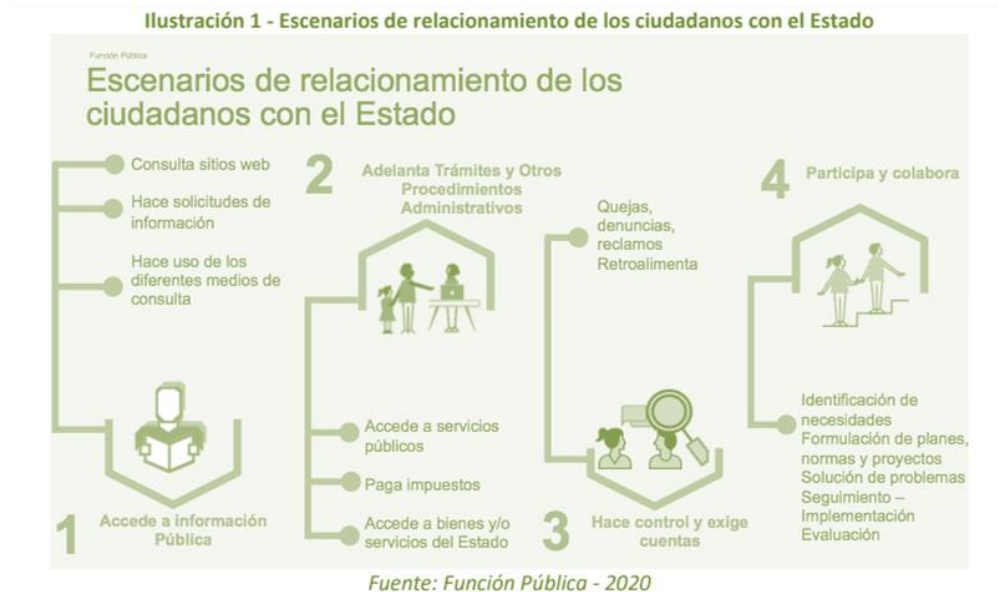 Ilustración 1 - Escenarios de relacionamiento de los ciudadanos con el Estado
Función Pública
Escenarios de relacionamiento de los
ciudadanos con el Estado
Consulta sitios web
Hace solicitudes de
información
Hace uso de los
diferentes medios de
consulta
1
Accede a información
Pública
2
Adelanta Trámites y Otros
Procedimientos
Administrativos
Accede a servicios
públicos
Paga impuestos
Accede a bienes y/o
servicios del Estado
Quejas,
denuncias,
reclamos
Retroalimenta
3
Hace control y exige
cuentas
4
Participa y colabora
Identificación de
necesidades
Formulación de planes,
normas y proyectos
Solución de problemas
Seguimiento –
Implementación
Evaluación
Fuente: Función Pública - 2020